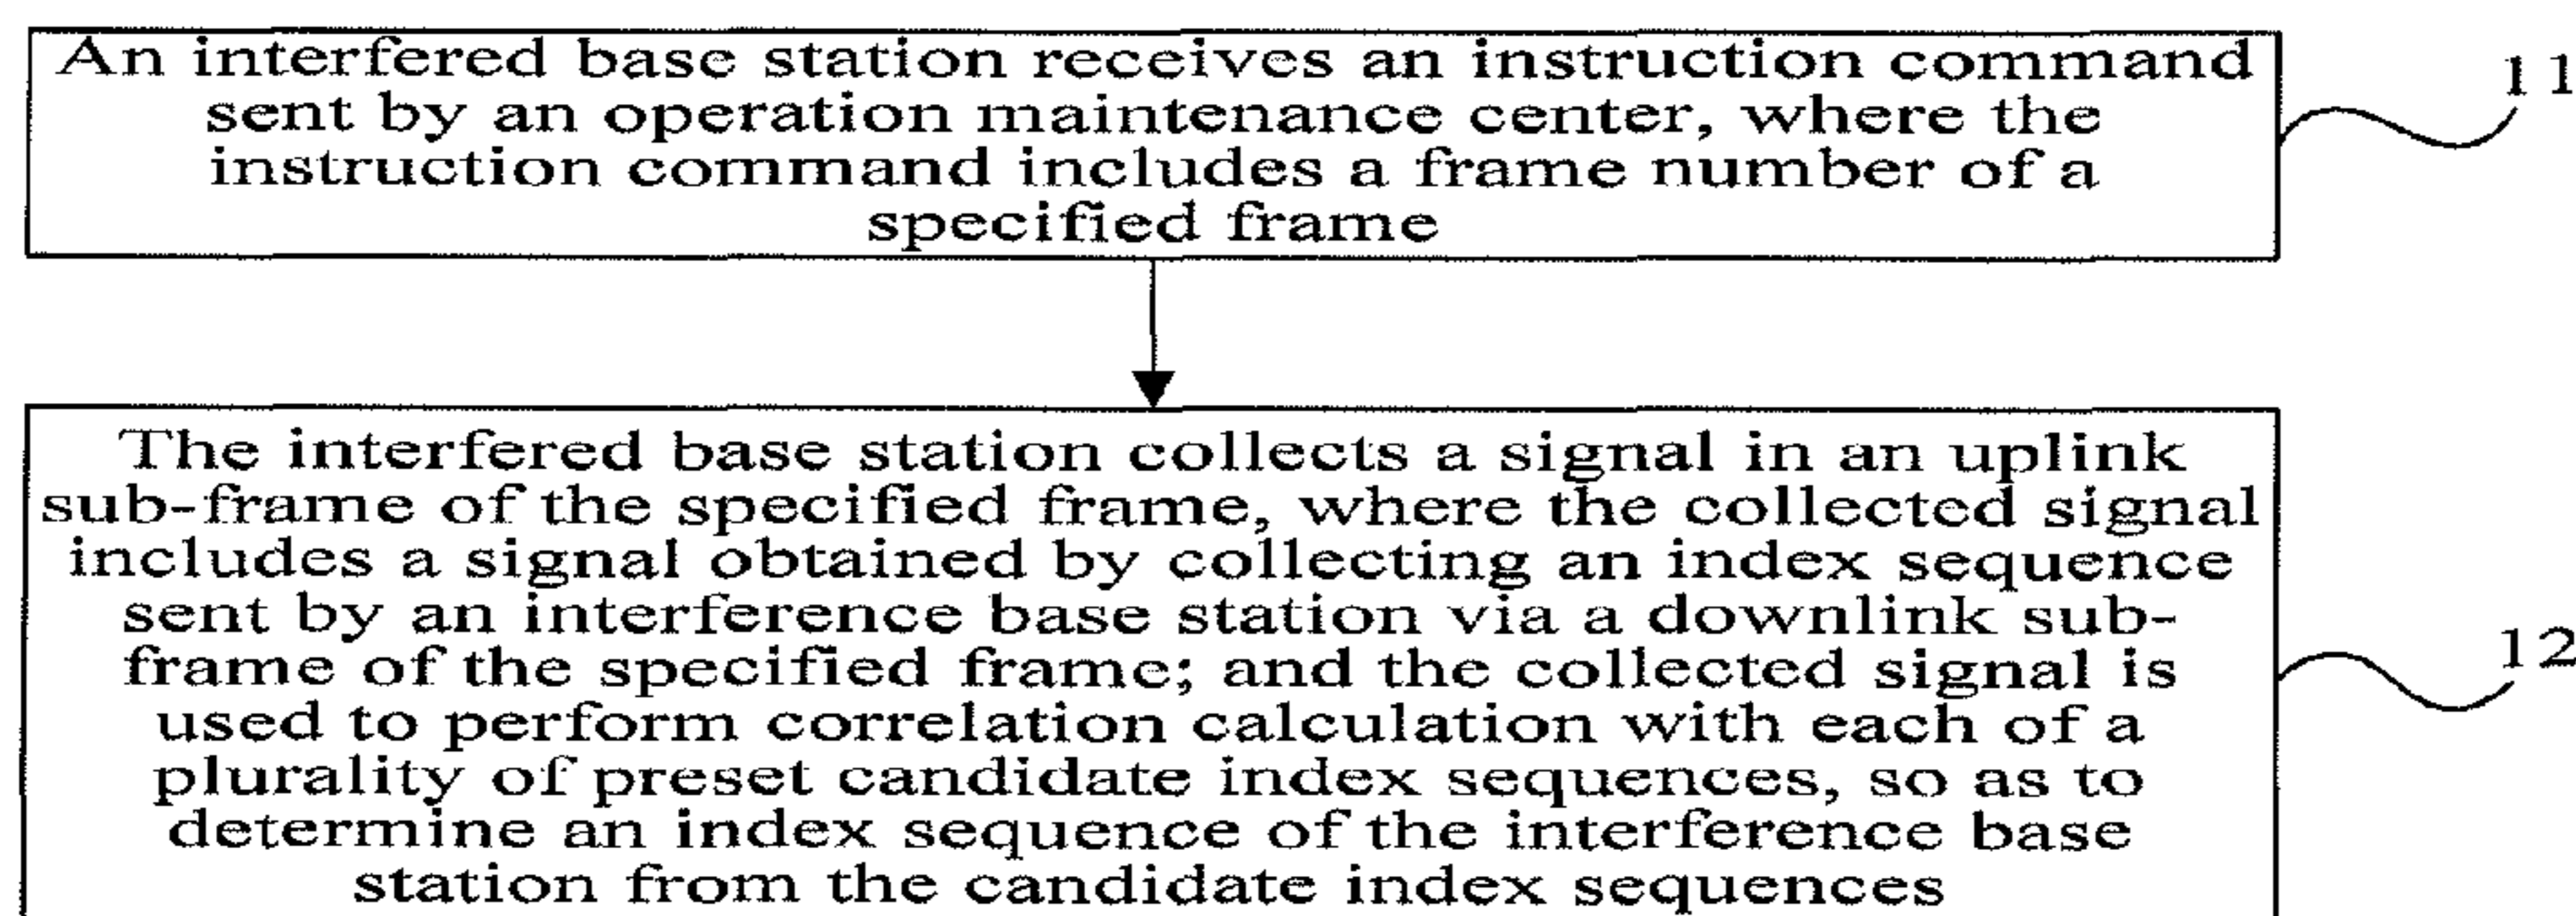 An interfered base station receives an instruction command
sent by an operation maintenance center, where the
instruction command includes a frame number of a
specified frame
11
The interfered base station collects a signal in an uplink
sub-frame of the specified frame, where the collected signal
includes a signal obtained by collecting an index sequence
sent by an interference base station via a downlink sub-
frame of the specified frame; and the collected signal is
used to perform correlation calculation with each of a
plurality of preset candidate index sequences, so as to
determine an index sequence of the interference base
station from the candidate index sequences
12